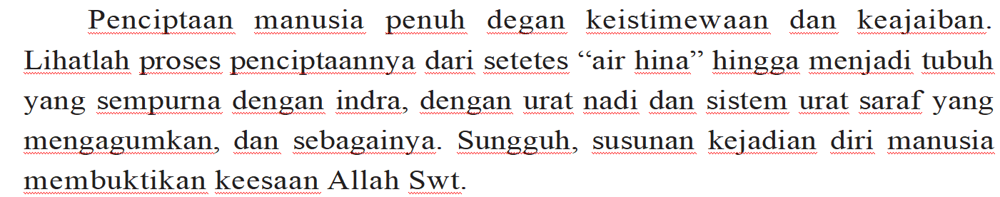 Penciptaan manusia penuh degan keistimewaan dan keajaiban.
Lihatlah proses penciptaannya dari setetes “air hina” hingga menjadi tubuh
yang sempurna dengan indra, dengan urat nadi dan sistem urat saraf yang
mengagumkan, dan sebagainya. Sungguh, susunan kejadian diri manusia
membuktikan keesaan Allah Swt.